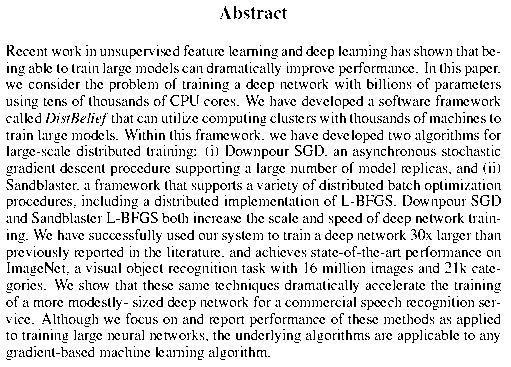 Abstract
Recent work in unsupervised feature learning and deep learning has shown that be-
ing able to train large models can dramatically improve performance. In this paper,
we consider the problem of training a deep network with billions of parameters
using tens of thousands of CPU cores. We have developed a software framework
called DistBelief that can utilize computing clusters with thousands of machines to
train large models. Within this framework, we have developed two algorithms for
large-scale distributed training: (i) Downpour SGD, an asynchronous stochastic
gradient descent procedure supporting a large number of model replicas, and (ii)
Sandblaster, a framework that supports a variety of distributed batch optimization
procedures, including a distributed implementation of L-BFGS. Downpour SGD
and Sandblaster L-BFGS both increase the scale and speed of deep network train-
ing. We have successfully used our system to train a deep network 30x larger than
previously reported in the literature, and achieves state-of-the-art performance on
ImageNet, a visual object recognition task with 16 million images and 21k cate-
gories. We show that these same techniques dramatically accelerate the training
of a more modestly- sized deep network for a commercial speech recognition ser-
vice. Although we focus on and report performance of these methods as applied
to training large neural networks, the underlying algorithms are applicable to any
gradient-based machine learning algorithm.